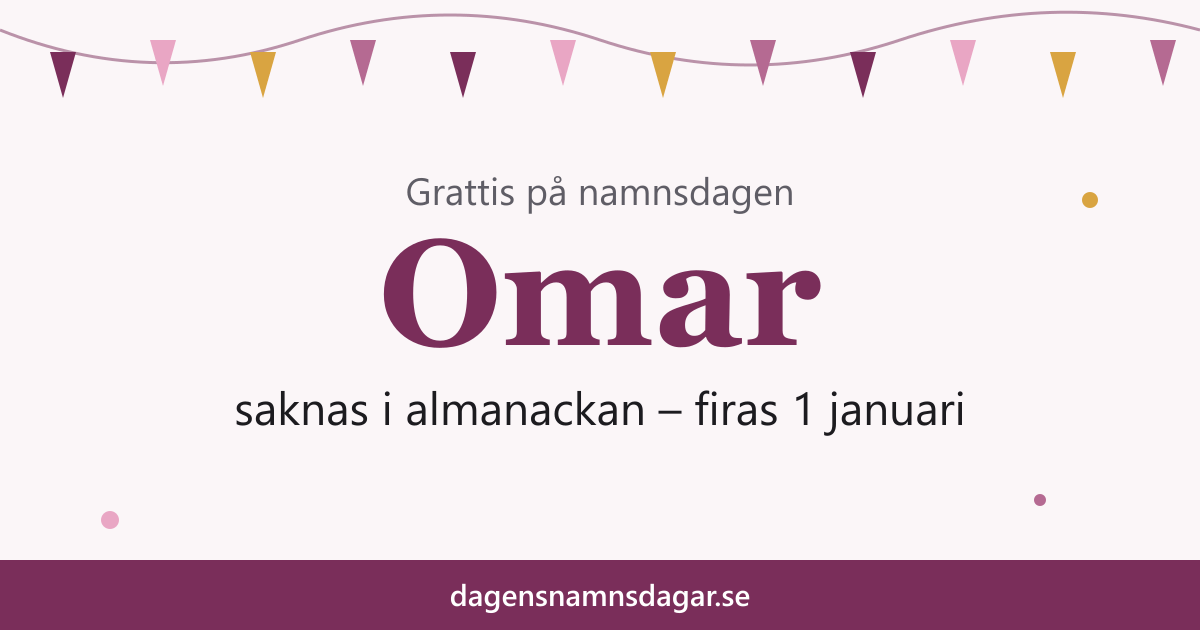 Grattis på namnsdagen
Omar
saknas i almanackan – firas 1 januari
dagensnamnsdagar.se